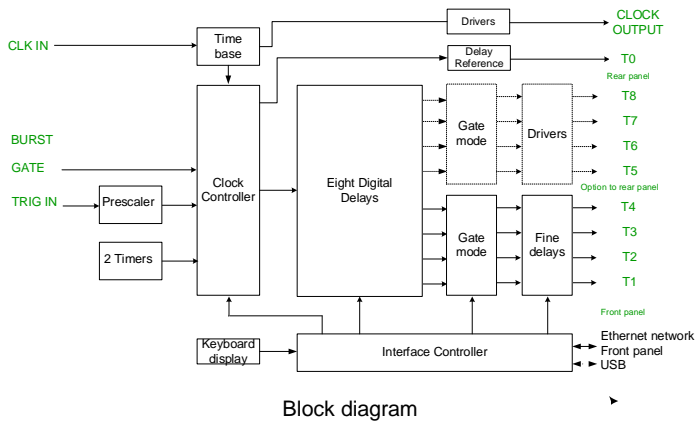 CLK IN
Time
base
Drivers
CLOCK
OUTPUT
Delay
Reference
T0
Rear panel
BURST
GATE
TRIG IN
Prescaler
2 Timers
Clock
Controller
Eight Digital
Delays
Gate
mode
Drivers
T8
T7
T6
T5
Option to rear panel
Gate
mode
Fine
delays
T4
T3
T2
T1
Front panel
Keyboard
display
Interface Controller
Ethernet network
Front panel
USB
Block diagram